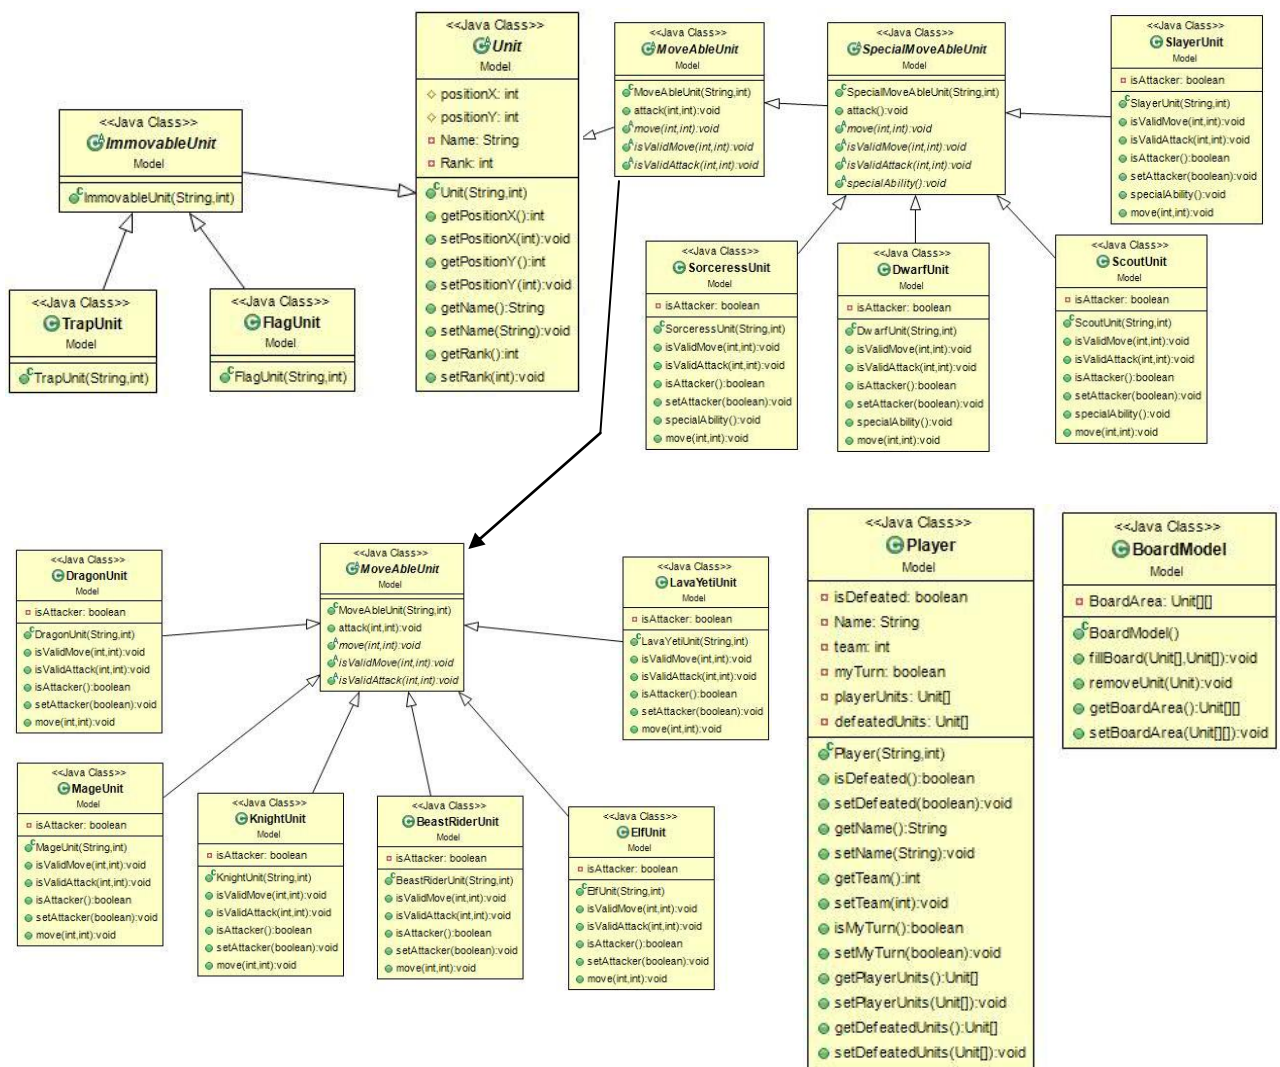 <<Java Class>>
Unit
Model
positionX: int
positionY: int
Name: String
Rank: int
Unit(String,int)
getPositionX():int
setPositionX(int):void
getPositionY():int
setPositionY(int):void
getName():String
setName(String):void
getRank():int
setRank(int):void
<<Java Class>>
ImmovableUnit
Model
ImmovableUnit(String,int)
<<Java Class>>
TrapUnit
Model
TrapUnit(String,int)
<<Java Class>>
FlagUnit
Model
FlagUnit(String,int)
<<Java Class>>
MoveAbleUnit
Model
MoveAbleUnit(String,int)
attack(int,int):void
move(int,int):void
isValidMove(int,int):void
isValidAttack(int,int):void
<<Java Class>>
SpecialMoveAbleUnit
Model
SpecialMoveAbleUnit(String,int)
attack():void
move(int,int):void
isValidMove(int,int):void
isValidAttack(int,int):void
specialAbility():void
<<Java Class>>
SlayerUnit
Model
isAttacker: boolean
SlayerUnit(String,int)
isValidMove(int,int):void
isValidAttack(int,int):void
isAttacker():boolean
setAttacker(boolean):void
specialAbility():void
move(int,int):void
<<Java Class>>
SorceressUnit
Model
isAttacker: boolean
SorceressUnit(String,int)
isValidMove(int,int):void
isValidAttack(int,int):void
isAttacker():boolean
setAttacker(boolean):void
specialAbility():void
move(int,int):void
<<Java Class>>
DwarfUnit
Model
isAttacker: boolean
DwarfUnit(String,int)
isValidMove(int,int):void
isValidAttack(int,int):void
isAttacker():boolean
setAttacker(boolean):void
specialAbility():void
move(int,int):void
<<Java Class>>
ScoutUnit
Model
isAttacker: boolean
ScoutUnit(String,int)
isValidMove(int,int):void
isValidAttack(int,int):void
isAttacker():boolean
setAttacker(boolean):void
specialAbility():void
move(int,int):void
<<Java Class>>
DragonUnit
Model
isAttacker: boolean
DragonUnit(String,int)
isValidMove(int,int):void
isValidAttack(int,int):void
isAttacker():boolean
setAttacker(boolean):void
move(int,int):void
<<Java Class>>
MoveAbleUnit
Model
MoveAbleUnit(String,int)
attack(int,int):void
move(int,int):void
isValidMove(int,int):void
isValidAttack(int,int):void
<<Java Class>>
LavaYetiUnit
Model
isAttacker: boolean
LavaYetiUnit(String,int)
isValidMove(int,int):void
isValidAttack(int,int):void
isAttacker():boolean
setAttacker(boolean):void
move(int,int):void
<<Java Class>>
MageUnit
Model
isAttacker: boolean
MageUnit(String,int)
isValidMove(int,int):void
isValidAttack(int,int):void
isAttacker():boolean
setAttacker(boolean):void
move(int,int):void
<<Java Class>>
KnightUnit
Model
isAttacker: boolean
KnightUnit(String,int)
isValidMove(int,int):void
isValidAttack(int,int):void
isAttacker():boolean
setAttacker(boolean):void
move(int,int):void
<<Java Class>>
BeastRiderUnit
Model
isAttacker: boolean
BeastRiderUnit(String,int)
isValidMove(int,int):void
isValidAttack(int,int):void
isAttacker():boolean
setAttacker(boolean):void
move(int,int):void
<<Java Class>>
ElfUnit
Model
isAttacker: boolean
ElfUnit(String,int)
isValidMove(int,int):void
isValidAttack(int,int):void
isAttacker():boolean
setAttacker(boolean):void
move(int,int):void
<<Java Class>>
Player
Model
isDefeated: boolean
Name: String
team: int
myTurn: boolean
playerUnits: Unit[]
defeatedUnits: Unit[]
Player(String,int)
isDefeated():boolean
setDefeated(boolean):void
getName():String
setName(String):void
getTeam():int
setTeam(int):void
isMyTurn():boolean
setMyTurn(boolean):void
getPlayerUnits():Unit[]
setPlayerUnits(Unit[]):void
getDefeatedUnits():Unit[]
setDefeatedUnits(Unit[]):void
<<Java Class>>
BoardModel
Model
BoardArea: Unit[][]
BoardModel()
fillBoard(Unit[],Unit[]):void
removeUnit(Unit):void
getBoardArea():Unit[][]
setBoardArea(Unit[][]):void